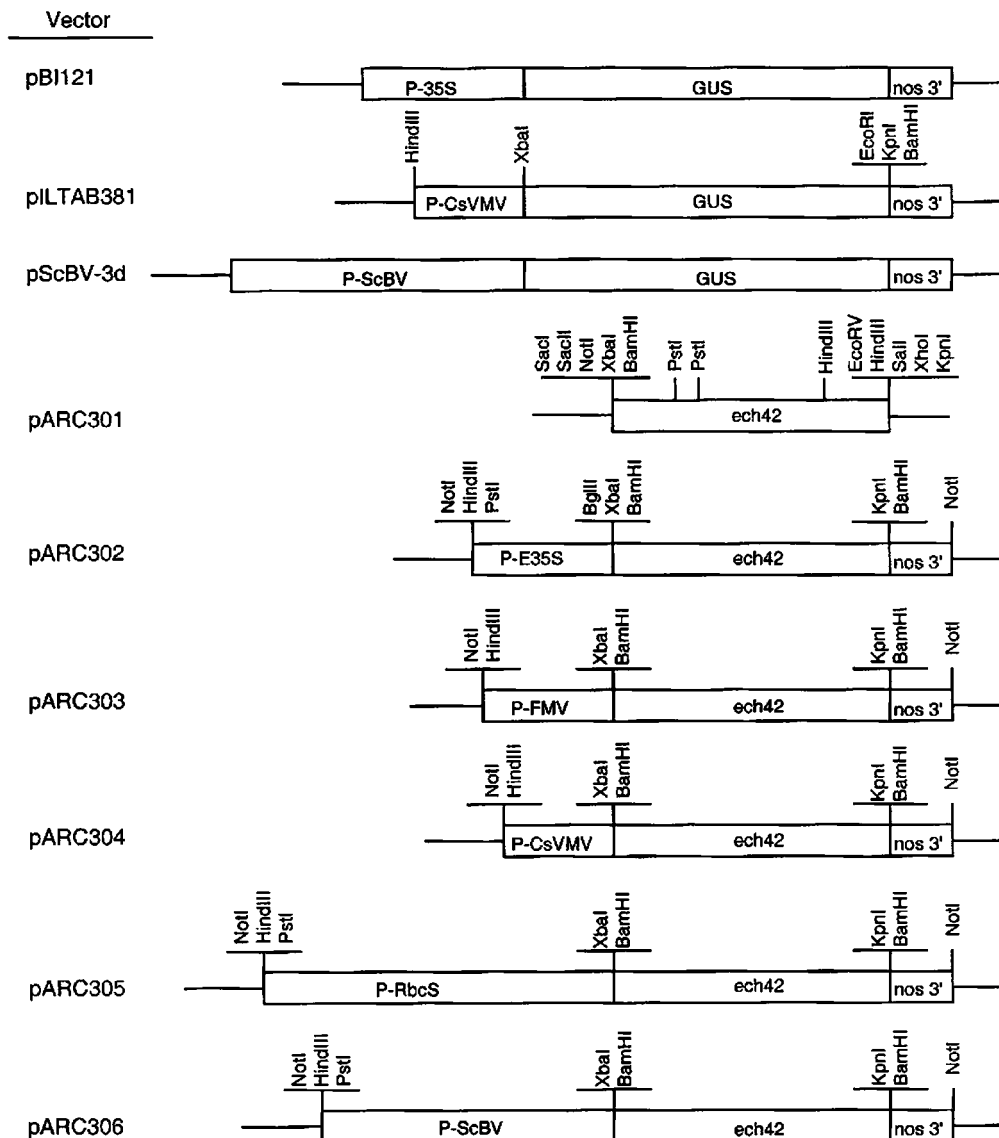 Vector
pBI121
P-35S GUS nos 3'
HindIII XbaI EcoRI KpnI BamHI
pILTAB381
P-CsVMV GUS nos 3'
pScBV-3d
P-ScBV GUS nos 3'
SacI SacII NotI XbaI BamHI PstI PstI HindIII EcoRV HindIII SalI XhoI KpnI
pARC301
ech42
NotI HindIII PstI BglII XbaI BamHI KpnI BamHI NotI
pARC302
P-E35S ech42 nos 3'
NotI HindIII XbaI BamHI KpnI BamHI NotI
pARC303
P-FMV ech42 nos 3'
NotI HindIII XbaI BamHI KpnI BamHI NotI
pARC304
P-CsVMV ech42 nos 3'
NotI HindIII PstI XbaI BamHI KpnI BamHI NotI
pARC305
P-RbcS ech42 nos 3'
NotI HindIII PstI XbaI BamHI KpnI BamHI NotI
pARC306
P-ScBV ech42 nos 3'